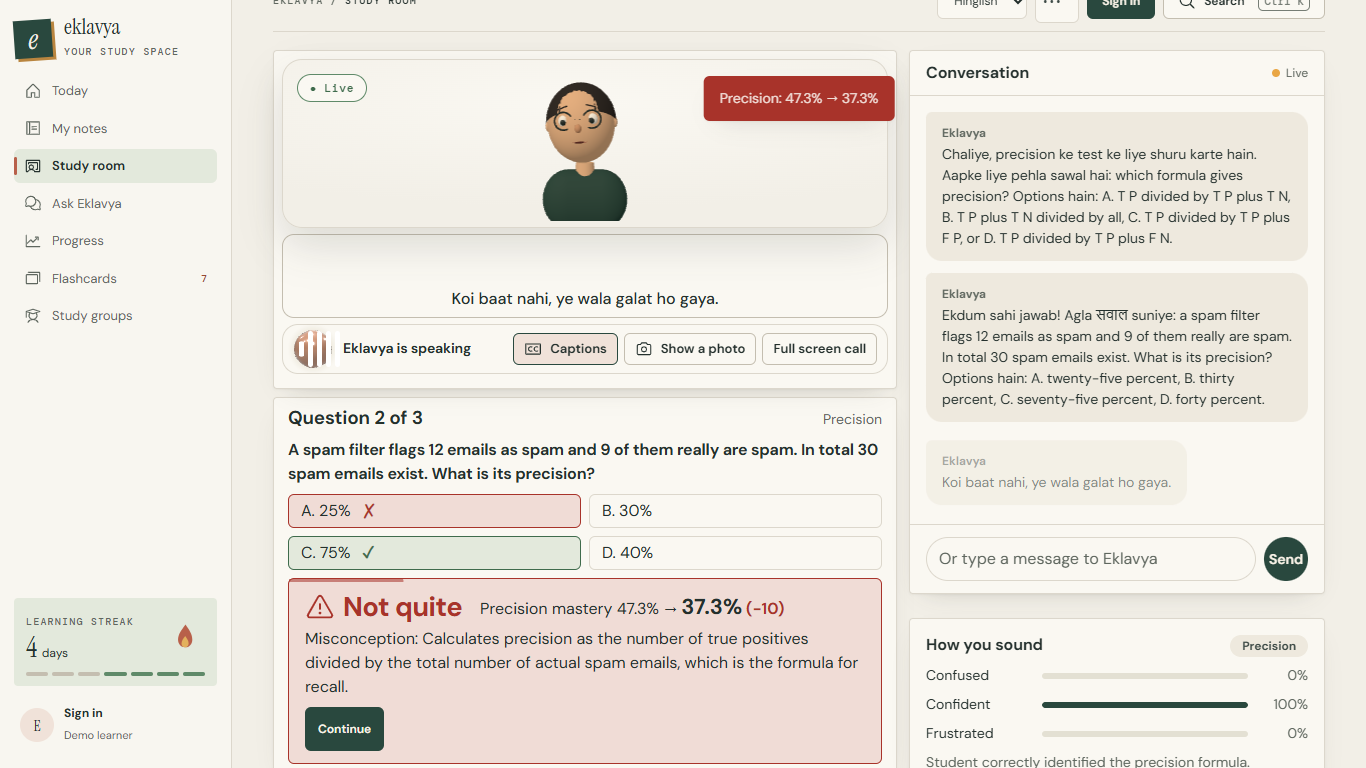 e
eklavya
YOUR STUDY SPACE
Today
My notes
Study room
Ask Eklavya
Progress
Flashcards 7
Study groups
LEARNING STREAK
4 days
E
Sign in
Demo learner
EKLAVYA / STUDY ROOM
Hinglish
...
Sign in
Search Ctrl K
Live
Precision: 47.3% → 37.3%
Koi baat nahi, ye wala galat ho gaya.
Eklavya is speaking
CC Captions
Show a photo
Full screen call
Question 2 of 3
Precision
A spam filter flags 12 emails as spam and 9 of them really are spam. In total 30
spam emails exist. What is its precision?
A. 25% ✗
B. 30%
C. 75% ✓
D. 40%
Not quite Precision mastery 47.3% → 37.3% (−10)
Misconception: Calculates precision as the number of true positives
divided by the total number of actual spam emails, which is the formula for
recall.
Continue
Conversation
Live
Eklavya
Chaliye, precision ke test ke liye shuru karte hain.
Aapke liye pehla sawal hai: which formula gives
precision? Options hain: A. T P divided by T P plus T N,
B. T P plus T N divided by all, C. T P divided by T P plus
F P, or D. T P divided by T P plus F N.
Eklavya
Ekdum sahi jawab! Agla सवाल suniye: a spam filter
flags 12 emails as spam and 9 of them really are spam.
In total 30 spam emails exist. What is its precision?
Options hain: A. twenty-five percent, B. thirty
percent, C. seventy-five percent, D. forty percent.
Eklavya
Koi baat nahi, ye wala galat ho gaya.
Or type a message to Eklavya
Send
How you sound
Precision
Confused 0%
Confident 100%
Frustrated 0%
Student correctly identified the precision formula.